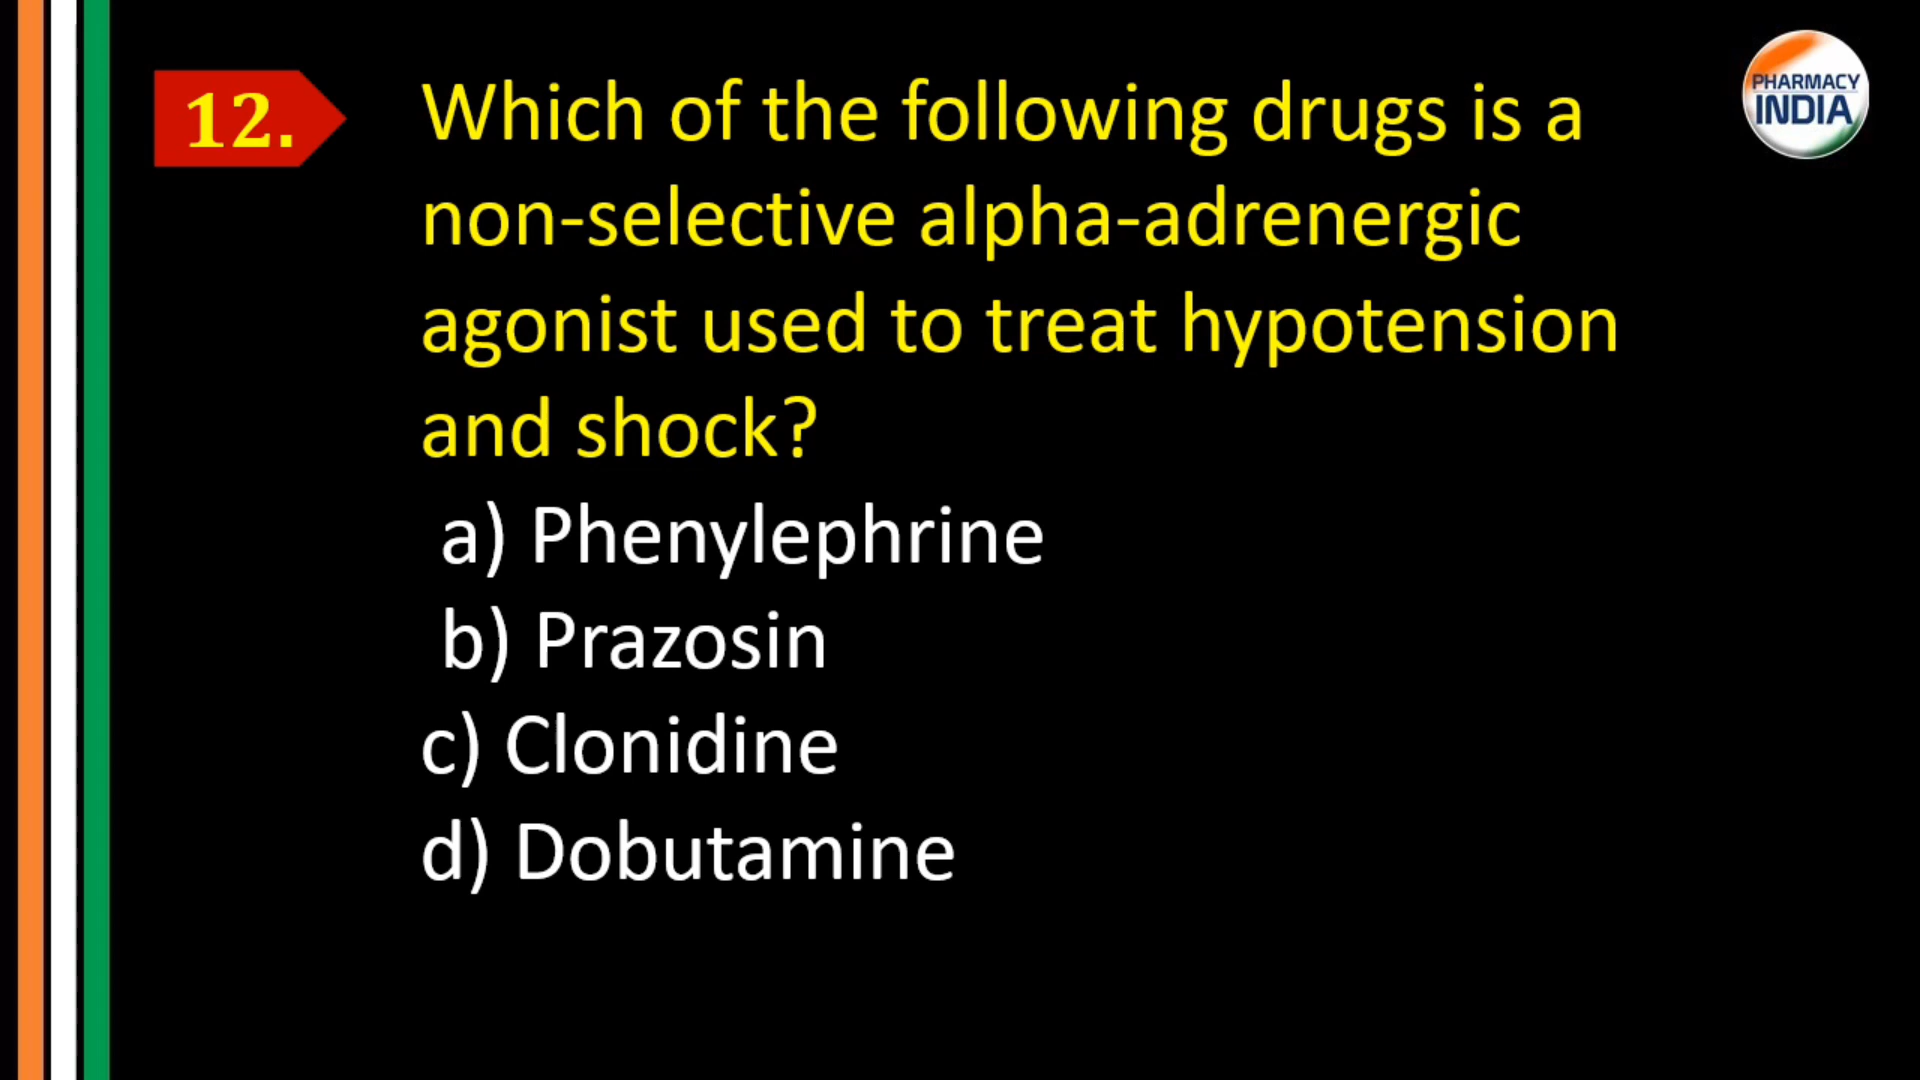 12.
Which of the following drugs is a
non-selective alpha-adrenergic
agonist used to treat hypotension
and shock?
a) Phenylephrine
b) Prazosin
c) Clonidine
d) Dobutamine
PHARMACY
INDIA